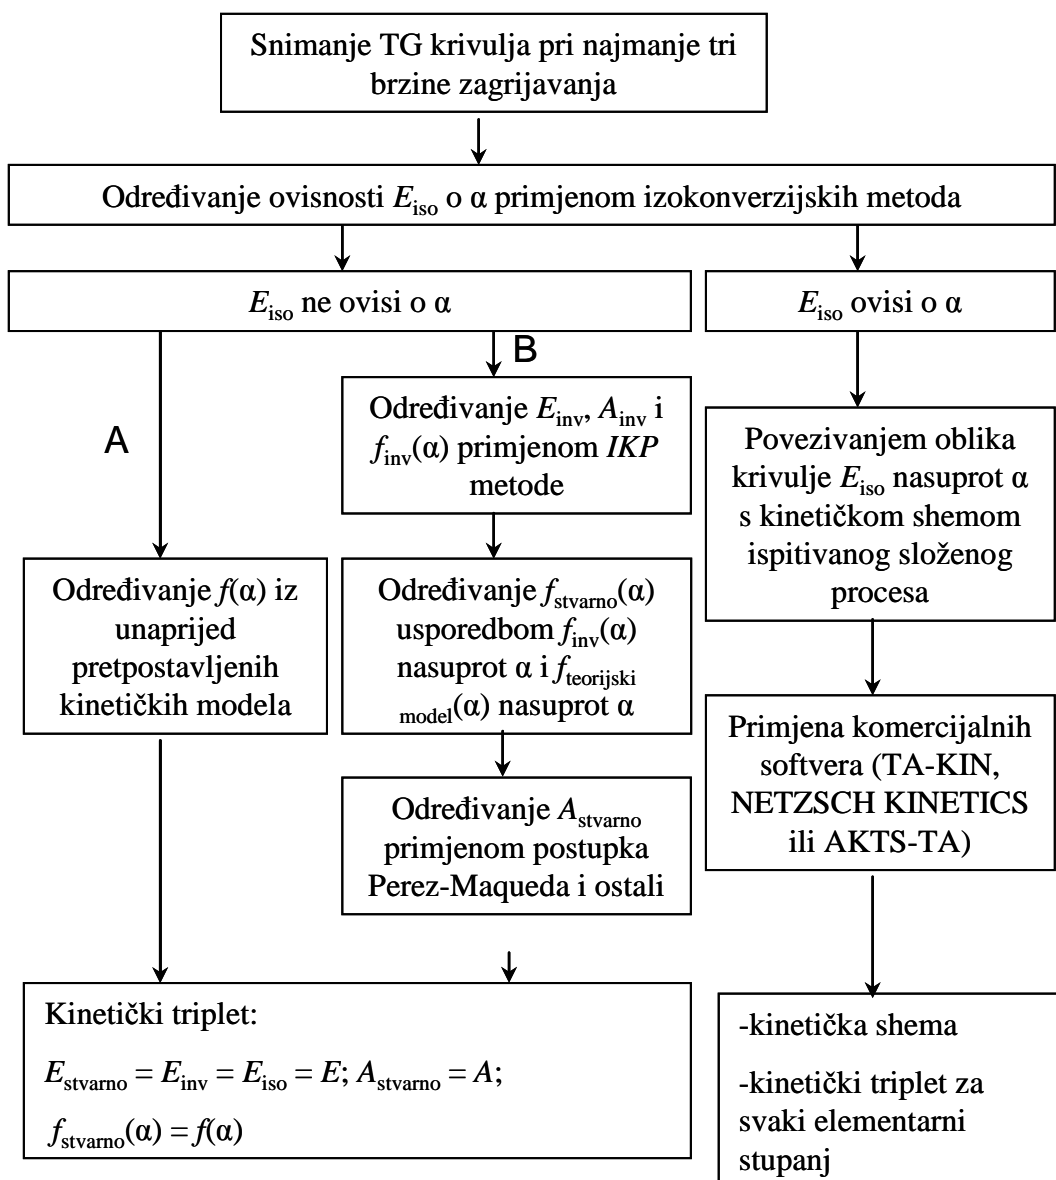 Snimanje TG krivulja pri najmanje tri
brzine zagrijavanja
Određivanje ovisnosti Eiso o α primjenom izokonverzijskih metoda
Eiso ne ovisi o α
Eiso ovisi o α
A
B
Određivanje Einv, Ainv i
finv(α) primjenom IKP
metode
Povezivanjem oblika
krivulje Eiso nasuprot α
s kinetičkom shemom
ispitivanog složenog
procesa
Određivanje f(α) iz
unaprijed
pretpostavljenih
kinetičkih modela
Određivanje fstvarno(α)
usporedbom finv(α)
nasuprot α i fteorijski
model(α) nasuprot α
Primjena komercijalnih
softvera (TA-KIN,
NETZSCH KINETICS
ili AKTS-TA)
Određivanje Astvarno
primjenom postupka
Perez-Maqueda i ostali
Kinetički triplet:
Estvarno = Einv = Eiso = E; Astvarno = A;
fstvarno(α) = f(α)
-kinetička shema
-kinetički triplet za
svaki elementarni
stupanj